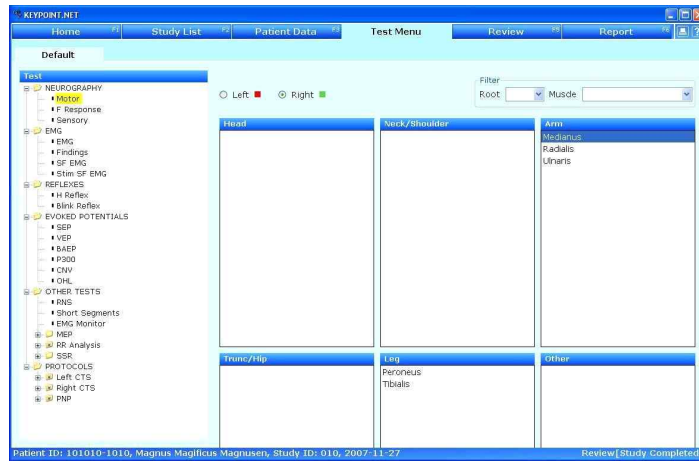 KEYPOINT.NET
Home F1 Study List F2 Patient Data F3 Test Menu Review F5 Report F6
Default
Test
NEUROGRAPHY
Motor
F Response
Sensory
EMG
EMG
Findings
SF EMG
Stim SF EMG
REFLEXES
H Reflex
Blink Reflex
EVOKED POTENTIALS
SEP
VEP
BAEP
P300
CNV
OHL
OTHER TESTS
RNS
Short Segments
EMG Monitor
MEP
RR Analysis
SSR
PROTOCOLS
Left CTS
Right CTS
PNP
Left Right
Filter
Root Muscle
Head
Neck/Shoulder
Arm
Medianus
Radialis
Ulnaris
Trunc/Hip
Leg
Peroneus
Tibialis
Other
Patient ID: 101010-1010, Magnus Magificus Magnusen, Study ID: 010, 2007-11-27 Review[Study Completed